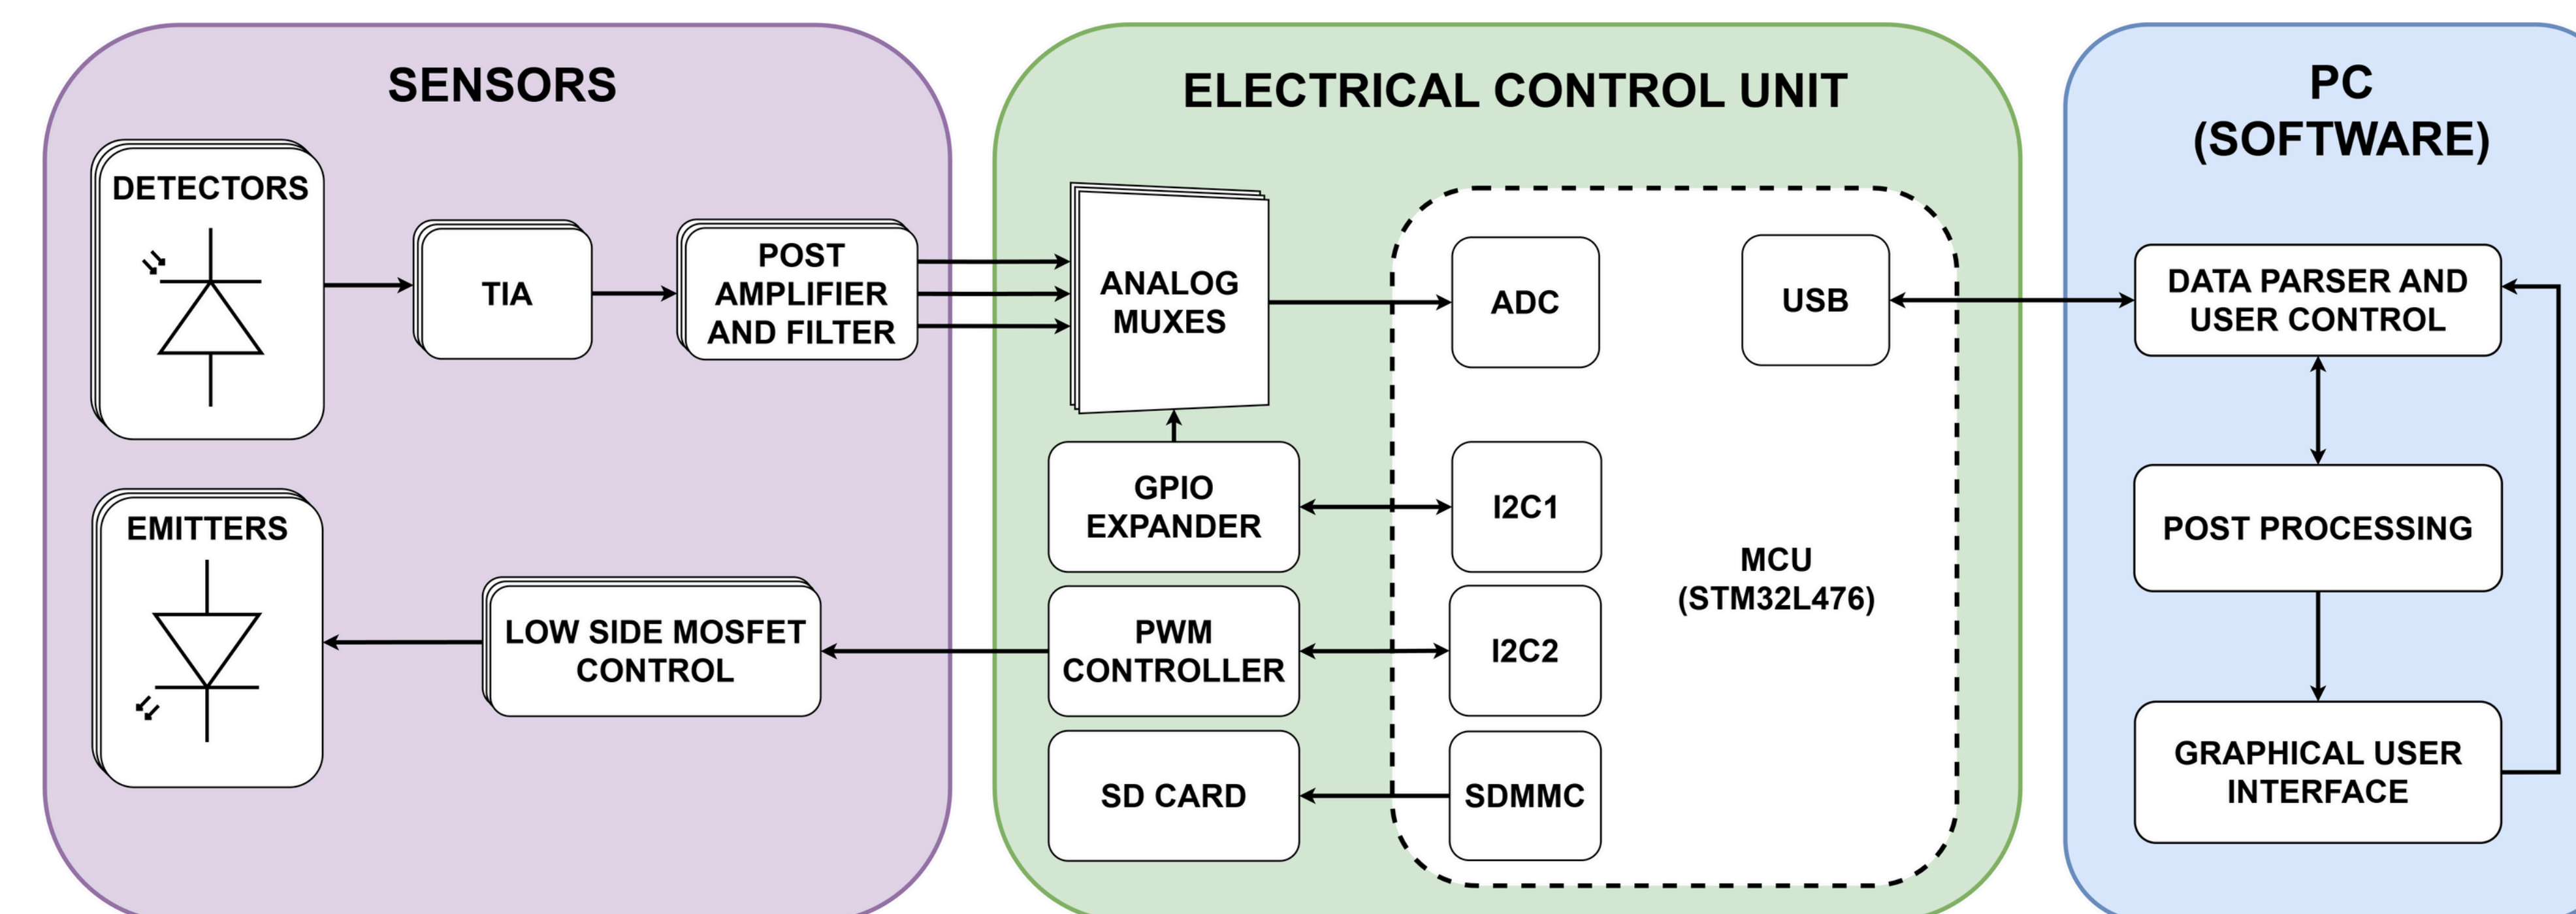 SENSORS
DETECTORS
TIA
POST
AMPLIFIER
AND FILTER
EMITTERS
LOW SIDE MOSFET
CONTROL
ELECTRICAL CONTROL UNIT
ANALOG
MUXES
GPIO
EXPANDER
PWM
CONTROLLER
SD CARD
ADC
USB
I2C1
I2C2
SDMMC
MCU
(STM32L476)
PC
(SOFTWARE)
DATA PARSER AND
USER CONTROL
POST PROCESSING
GRAPHICAL USER
INTERFACE